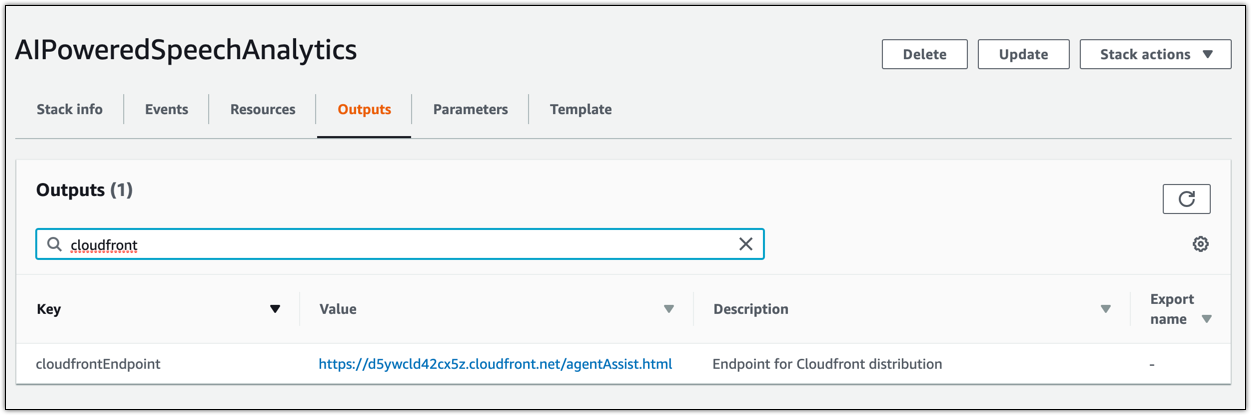 AIPoweredSpeechAnalytics
Delete
Update
Stack actions
Stack info
Events
Resources
Outputs
Parameters
Template
Outputs (1)
cloudfront
Key
Value
Description
Export
name
cloudfrontEndpoint
https://d5ywcld42cx5z.cloudfront.net/agentAssist.html
Endpoint for Cloudfront distribution
-